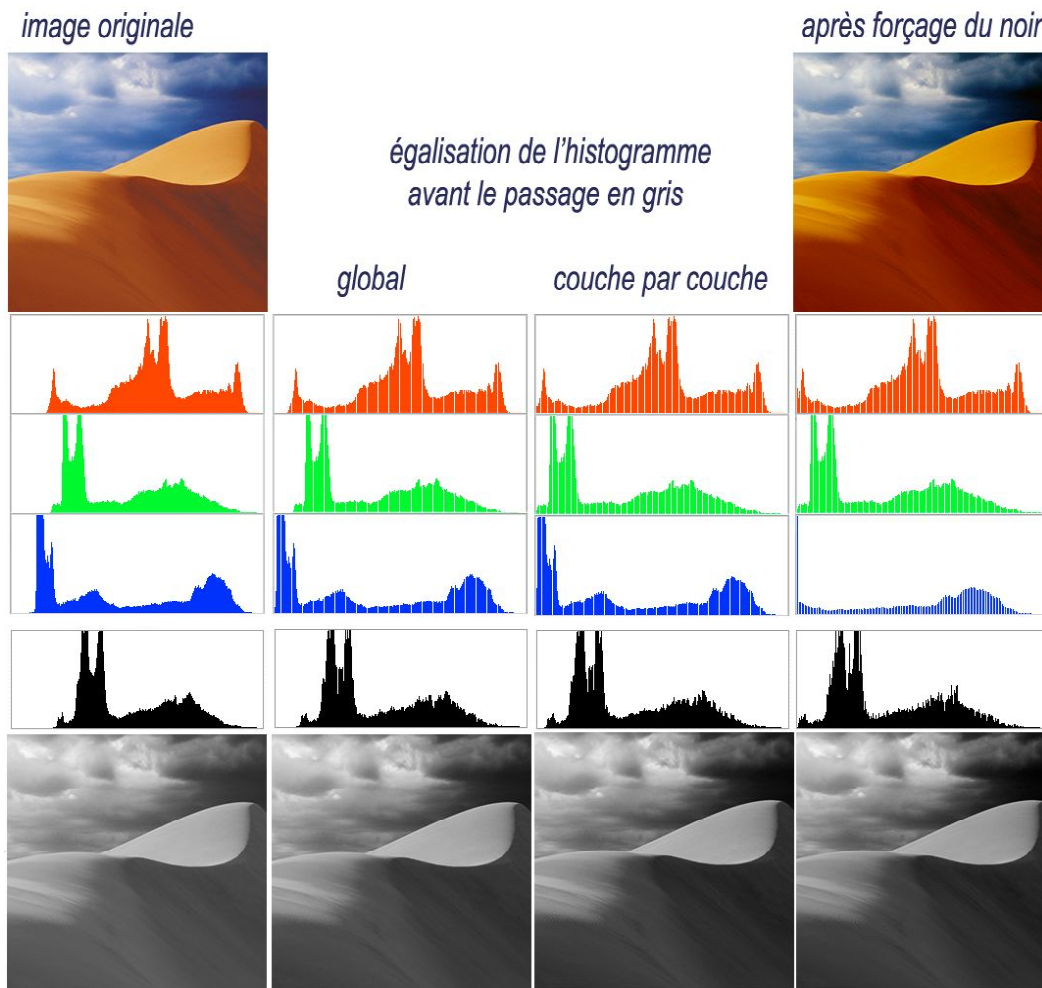 image originale
après forçage du noir
égalisation de l'histogramme
avant le passage en gris
global
couche par couche